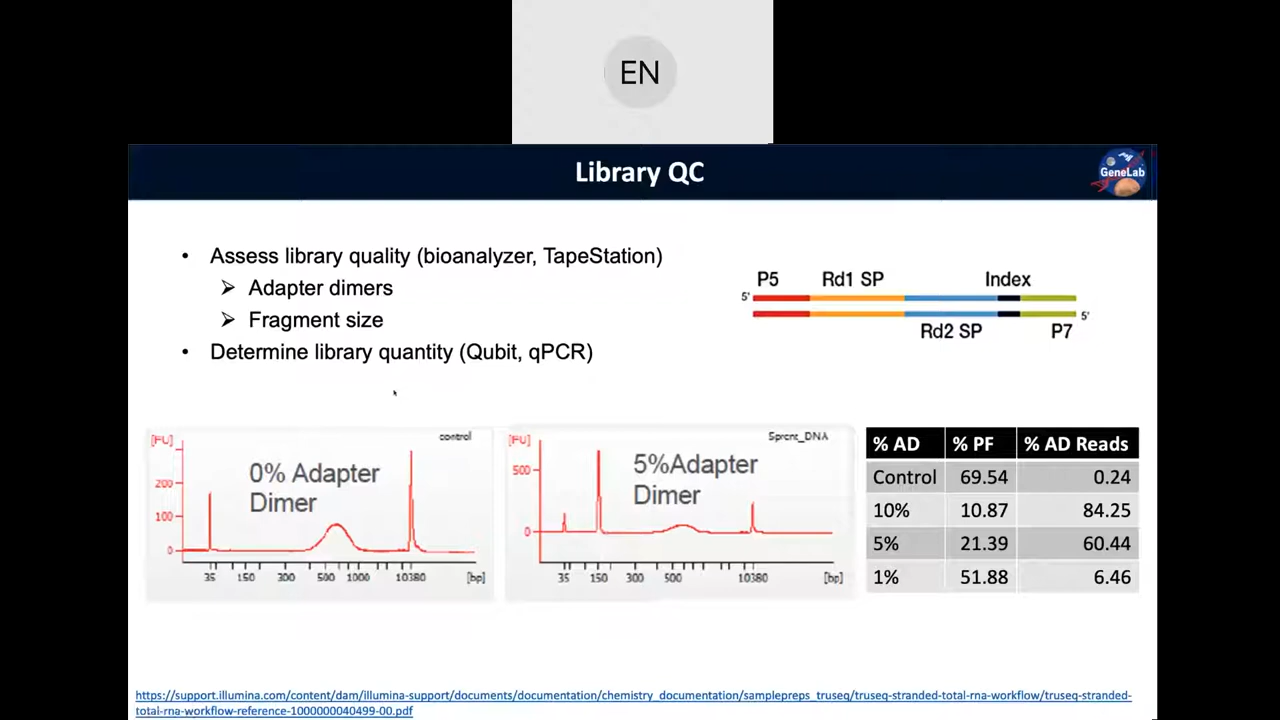 EN
Library QC
GeneLab
• Assess library quality (bioanalyzer, TapeStation)
➢ Adapter dimers
➢ Fragment size
• Determine library quantity (Qubit, qPCR)
P5 Rd1 SP Index
5'
5'
Rd2 SP P7
[FU] control
0% Adapter
Dimer
200
100
0
35 150 300 500 1000 10380 [bp]
[FU] 5prcnt_DNA
5%Adapter
Dimer
500
0
35 150 300 500 10380 [bp]
% AD % PF % AD Reads
Control 69.54 0.24
10% 10.87 84.25
5% 21.39 60.44
1% 51.88 6.46
https://support.illumina.com/content/dam/illumina-support/documents/documentation/chemistry_documentation/samplepreps_truseq/truseq-stranded-total-rna-workflow/truseq-stranded-
total-rna-workflow-reference-1000000040499-00.pdf